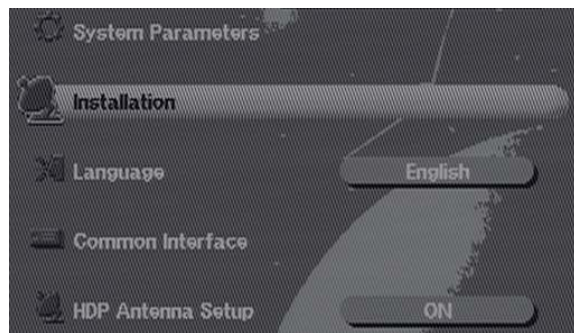 System Parameters
Installation
Language English
Common Interface
HDP Antenna Setup ON